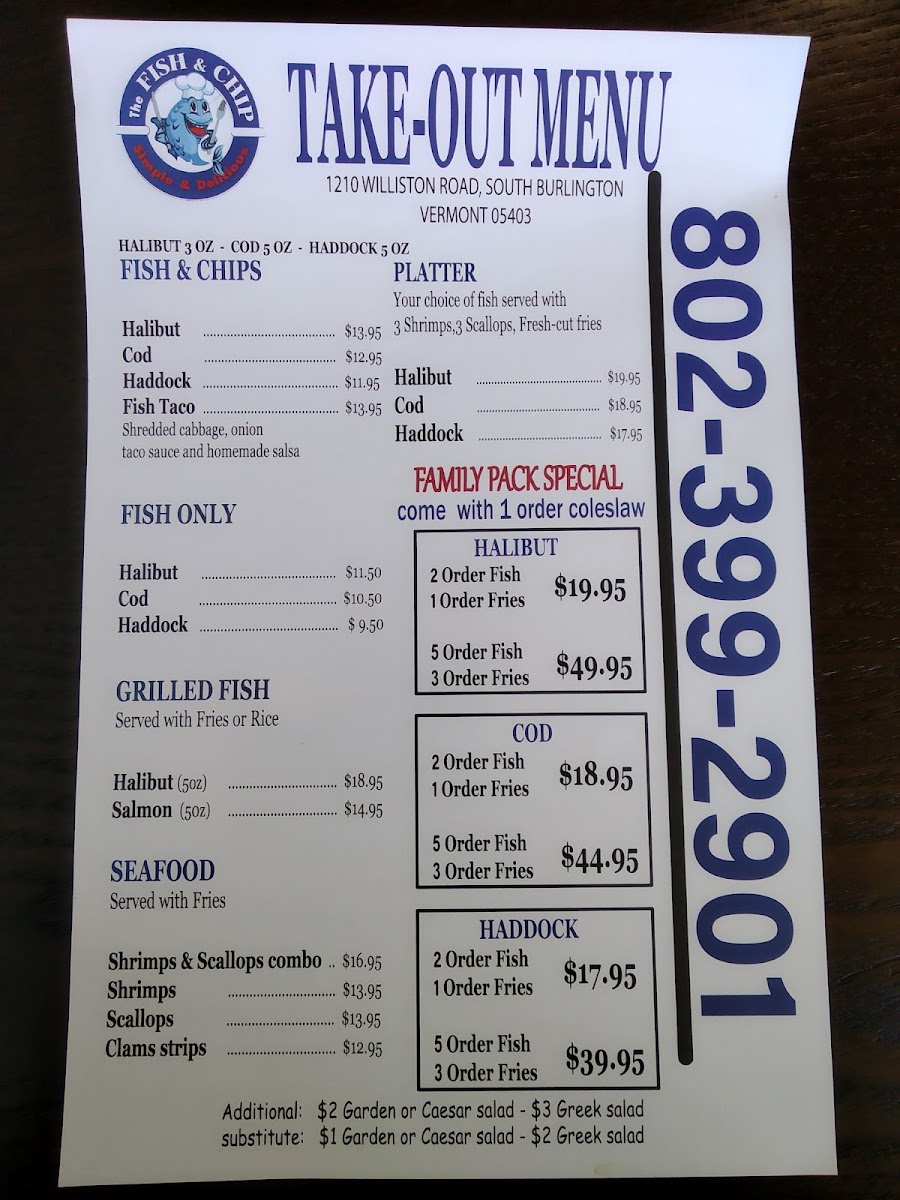 The FISH & CHIP
Simple & Delicious
TAKE-OUT MENU
1210 WILLISTON ROAD, SOUTH BURLINGTON
VERMONT 05403
802-399-2901
HALIBUT 3 OZ - COD 5 OZ - HADDOCK 5 OZ
FISH & CHIPS
Halibut ........................ $13.95
Cod ........................ $12.95
Haddock ........................ $11.95
Fish Taco ........................ $13.95
Shredded cabbage, onion
taco sauce and homemade salsa
FISH ONLY
Halibut ........................ $11.50
Cod ........................ $10.50
Haddock ........................ $ 9.50
GRILLED FISH
Served with Fries or Rice
Halibut (5oz) ........................ $18.95
Salmon (5oz) ........................ $14.95
SEAFOOD
Served with Fries
Shrimps & Scallops combo .. $16.95
Shrimps ........................ $13.95
Scallops ........................ $13.95
Clams strips ........................ $12.95
PLATTER
Your choice of fish served with
3 Shrimps,3 Scallops, Fresh-cut fries
Halibut ........................ $19.95
Cod ........................ $18.95
Haddock ........................ $17.95
FAMILY PACK SPECIAL
come with 1 order coleslaw
HALIBUT
2 Order Fish
1 Order Fries $19.95
5 Order Fish
3 Order Fries $49.95
COD
2 Order Fish
1 Order Fries $18.95
5 Order Fish
3 Order Fries $44.95
HADDOCK
2 Order Fish
1 Order Fries $17.95
5 Order Fish
3 Order Fries $39.95
Additional: $2 Garden or Caesar salad - $3 Greek salad
substitute: $1 Garden or Caesar salad - $2 Greek salad